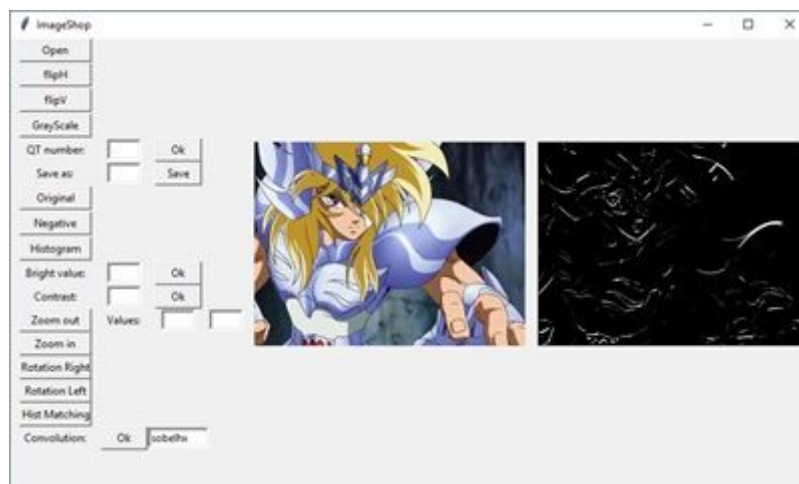 ImageShop
Open
flipH
flipV
GrayScale
QT number: Ok
Save as: Save
Original
Negative
Histogram
Bright value: Ok
Contrast: Ok
Zoom out Values:
Zoom in
Rotation Right
Rotation Left
Hist Matching
Convolution: Ok sobelhx